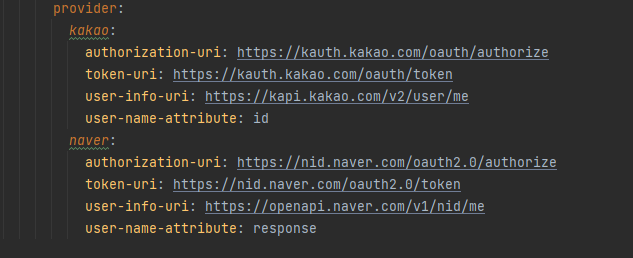 provider:
kakao:
authorization-uri: https://kauth.kakao.com/oauth/authorize
token-uri: https://kauth.kakao.com/oauth/token
user-info-uri: https://kapi.kakao.com/v2/user/me
user-name-attribute: id
naver:
authorization-uri: https://nid.naver.com/oauth2.0/authorize
token-uri: https://nid.naver.com/oauth2.0/token
user-info-uri: https://openapi.naver.com/v1/nid/me
user-name-attribute: response